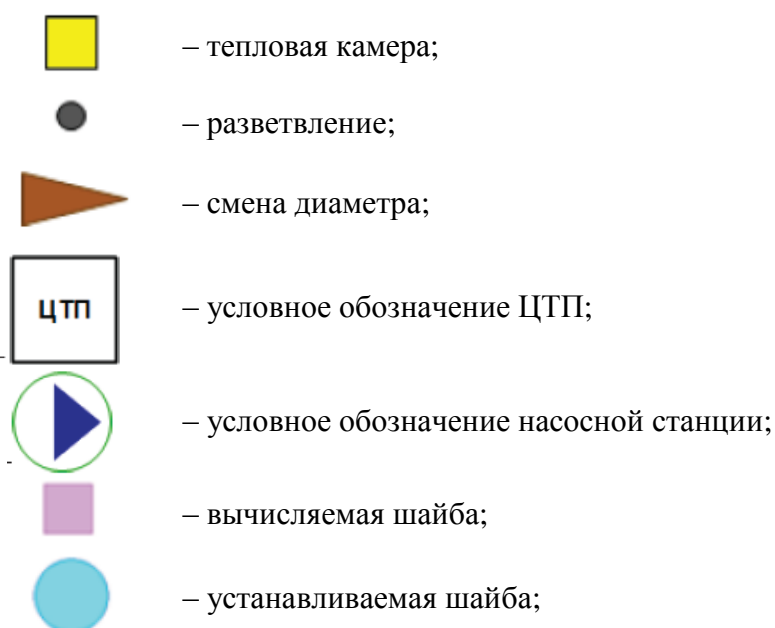 – тепловая камера;
– разветвление;
– смена диаметра;
ЦТП – условное обозначение ЦТП;
– условное обозначение насосной станции;
– вычисляемая шайба;
– устанавливаемая шайба;